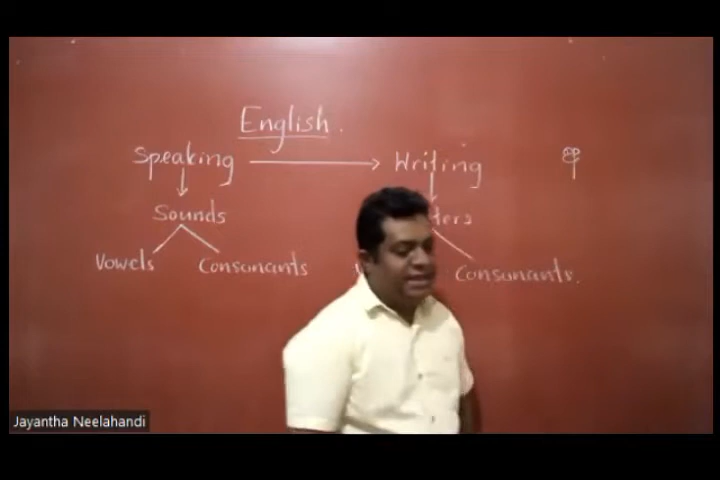 English.
Speaking → Writing
Sounds
Vowels Consonants Consonants.
Jayantha Neelahandi